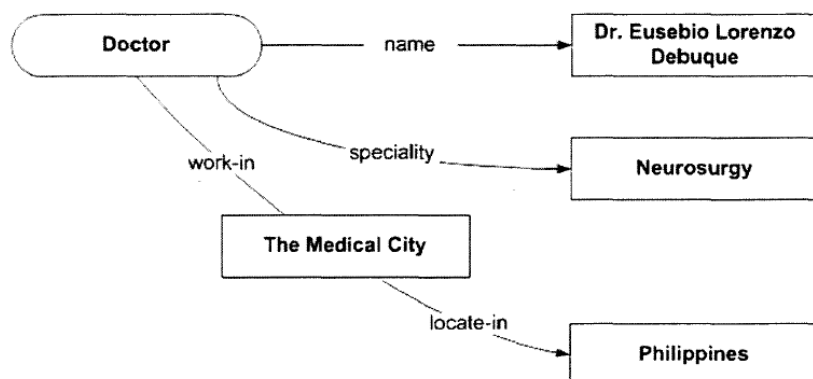 Doctor
name
Dr. Eusebio Lorenzo
Debuque
speciality
Neurosurgy
work-in
The Medical City
locate-in
Philippines